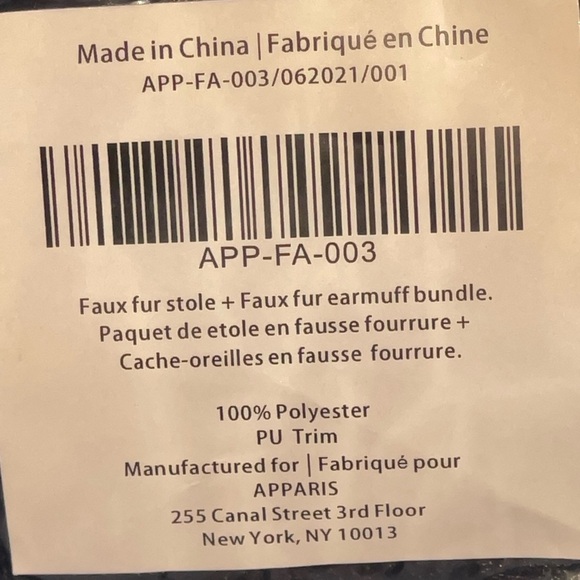 Made in China | Fabriqué en Chine
APP-FA-003/062021/001
APP-FA-003
Faux fur stole + Faux fur earmuff bundle.
Paquet de etole en fausse fourrure +
Cache-oreilles en fausse fourrure.
100% Polyester
PU Trim
Manufactured for | Fabriqué pour
APPARIS
255 Canal Street 3rd Floor
New York, NY 10013